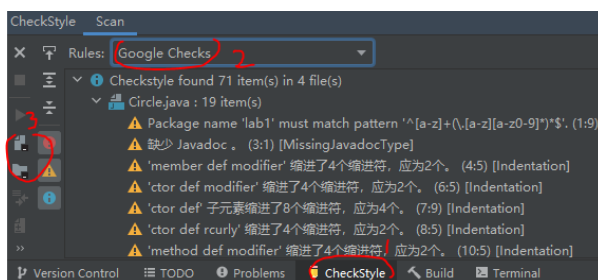 CheckStyle Scan
Rules: Google Checks 2
Checkstyle found 71 item(s) in 4 file(s)
Circle.java : 19 item(s)
3
Package name 'lab1' must match pattern '^[a-z]+(\.[a-z][a-z0-9]*)*$'. (1:9)
缺少 Javadoc 。 (3:1) [MissingJavadocType]
'member def modifier' 缩进了4个缩进符，应为2个。 (4:5) [Indentation]
'ctor def modifier' 缩进了4个缩进符，应为2个。 (6:5) [Indentation]
'ctor def' 子元素缩进了8个缩进符，应为4个。 (7:9) [Indentation]
'ctor def rcurly' 缩进了4个缩进符，应为2个。 (8:5) [Indentation]
'method def modifier' 缩进了4个缩进符，应为2个。 (10:5) [Indentation]
1
Version Control TODO Problems CheckStyle Build Terminal